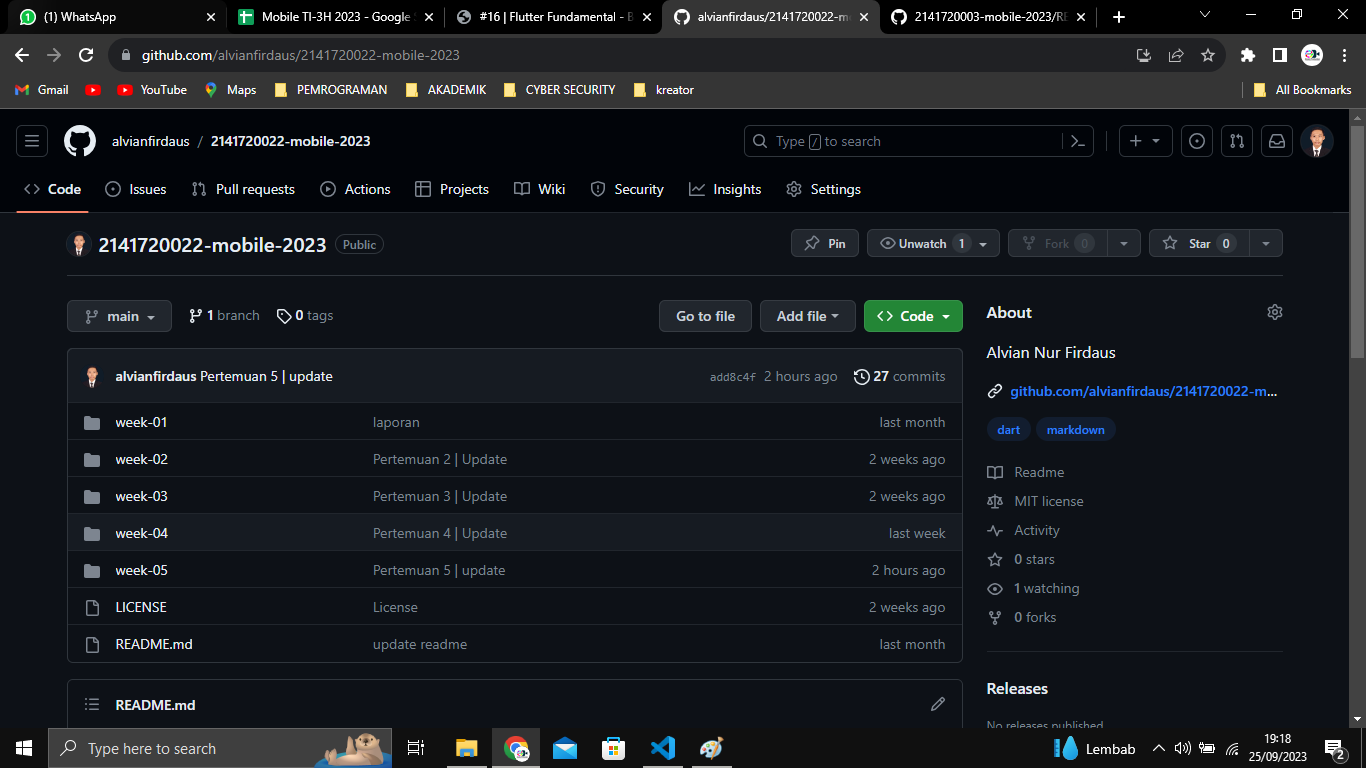 (1) WhatsApp
Mobile TI-3H 2023 - Google
#16 | Flutter Fundamental - B
alvianfirdaus/2141720022-mo
2141720003-mobile-2023/RE
github.com/alvianfirdaus/2141720022-mobile-2023
Gmail YouTube Maps PEMROGRAMAN AKADEMIK CYBER SECURITY kreator All Bookmarks
alvianfirdaus / 2141720022-mobile-2023 Type / to search
Code Issues Pull requests Actions Projects Wiki Security Insights Settings
2141720022-mobile-2023 Public Pin Unwatch 1 Fork 0 Star 0
main 1 branch 0 tags Go to file Add file Code
alvianfirdaus Pertemuan 5 | update add8c4f 2 hours ago 27 commits
week-01 laporan last month
week-02 Pertemuan 2 | Update 2 weeks ago
week-03 Pertemuan 3 | Update 2 weeks ago
week-04 Pertemuan 4 | Update last week
week-05 Pertemuan 5 | update 2 hours ago
LICENSE License 2 weeks ago
README.md update readme last month
README.md
About
Alvian Nur Firdaus
github.com/alvianfirdaus/2141720022-m...
dart markdown
Readme
MIT license
Activity
0 stars
1 watching
0 forks
Releases
No releases published
Type here to search
Lembab
19:18
25/09/2023
2